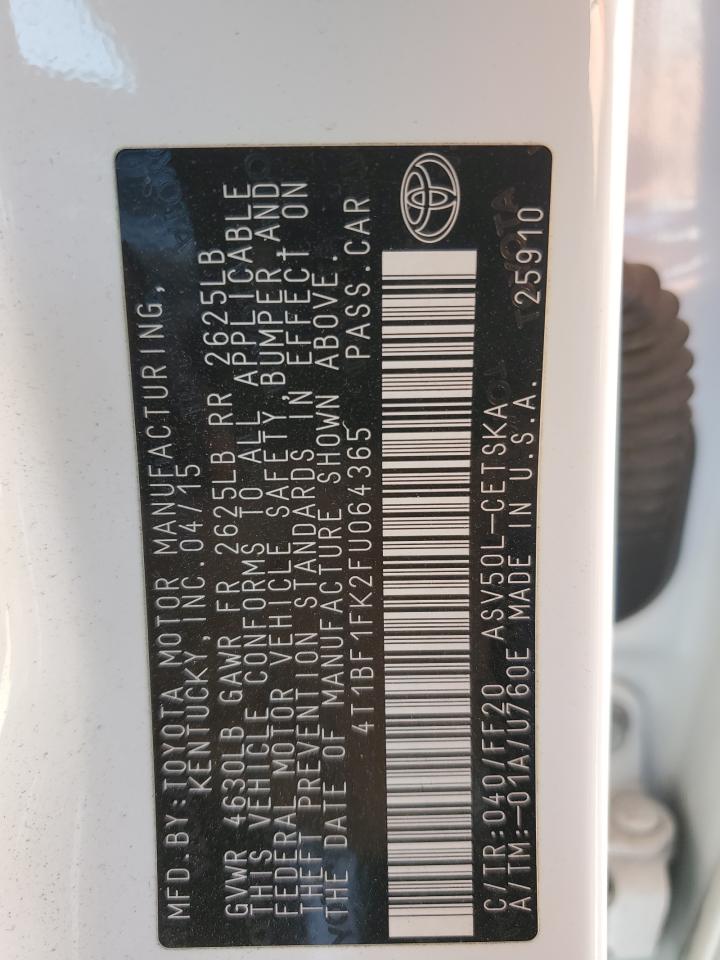 MFD.BY:TOYOTA MOTOR MANUFACTURING,
KENTUCKY, INC.04/15
GVWR 4630LB GAWR FR 2625LB RR 2625LB
THIS VEHICLE CONFORMS TO ALL APPLICABLE
FEDERAL MOTOR VEHICLE SAFETY,BUMPER AND
THEFT PREVENTION STANDARDS IN EFFECT ON
THE DATE OF MANUFACTURE SHOWN ABOVE.
4T1BF1FK2FU064365 PASS.CAR
C/TR:040/FF20 ASV50L-CETSKA
A/TM:-01A/U760E MADE IN U.S.A. 25910
TOYOTA